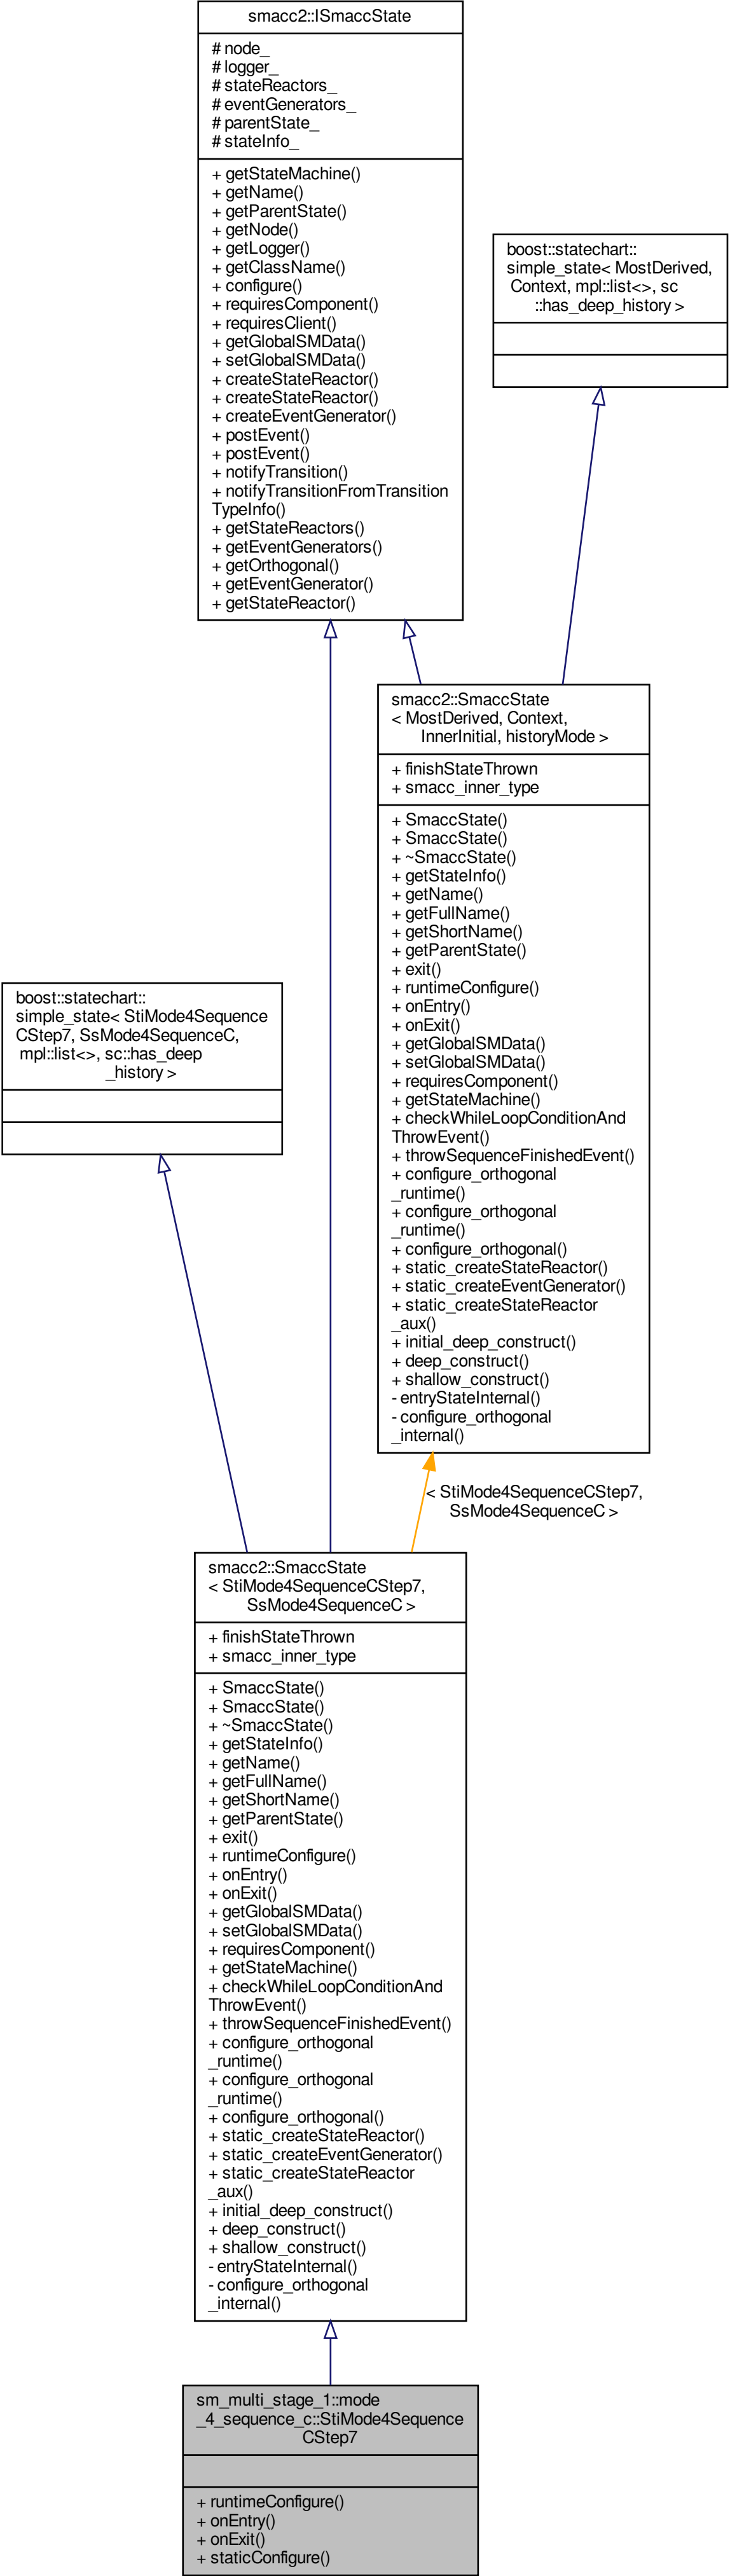 smacc2::ISmaccState
# node_
# logger_
# stateReactors_
# eventGenerators_
# parentState_
# stateInfo_
+ getStateMachine()
+ getName()
+ getParentState()
+ getNode()
+ getLogger()
+ getClassName()
+ configure()
+ requiresComponent()
+ requiresClient()
+ getGlobalSMData()
+ setGlobalSMData()
+ createStateReactor()
+ createStateReactor()
+ createEventGenerator()
+ postEvent()
+ postEvent()
+ notifyTransition()
+ notifyTransitionFromTransition
TypeInfo()
+ getStateReactors()
+ getEventGenerators()
+ getOrthogonal()
+ getEventGenerator()
+ getStateReactor()
boost::statechart::
simple_state< MostDerived,
Context, mpl::list<>, sc
::has_deep_history >
smacc2::SmaccState
< MostDerived, Context,
InnerInitial, historyMode >
+ finishStateThrown
+ smacc_inner_type
+ SmaccState()
+ SmaccState()
+ ~SmaccState()
+ getStateInfo()
+ getName()
+ getFullName()
+ getShortName()
+ getParentState()
+ exit()
+ runtimeConfigure()
+ onEntry()
+ onExit()
+ getGlobalSMData()
+ setGlobalSMData()
+ requiresComponent()
+ getStateMachine()
+ checkWhileLoopConditionAnd
ThrowEvent()
+ throwSequenceFinishedEvent()
+ configure_orthogonal
_runtime()
+ configure_orthogonal
_runtime()
+ configure_orthogonal()
+ static_createStateReactor()
+ static_createEventGenerator()
+ static_createStateReactor
_aux()
+ initial_deep_construct()
+ deep_construct()
+ shallow_construct()
- entryStateInternal()
- configure_orthogonal
_internal()
boost::statechart::
simple_state< StiMode4Sequence
CStep7, SsMode4SequenceC,
mpl::list<>, sc::has_deep
_history >
< StiMode4SequenceCStep7,
SsMode4SequenceC >
smacc2::SmaccState
< StiMode4SequenceCStep7,
SsMode4SequenceC >
+ finishStateThrown
+ smacc_inner_type
+ SmaccState()
+ SmaccState()
+ ~SmaccState()
+ getStateInfo()
+ getName()
+ getFullName()
+ getShortName()
+ getParentState()
+ exit()
+ runtimeConfigure()
+ onEntry()
+ onExit()
+ getGlobalSMData()
+ setGlobalSMData()
+ requiresComponent()
+ getStateMachine()
+ checkWhileLoopConditionAnd
ThrowEvent()
+ throwSequenceFinishedEvent()
+ configure_orthogonal
_runtime()
+ configure_orthogonal
_runtime()
+ configure_orthogonal()
+ static_createStateReactor()
+ static_createEventGenerator()
+ static_createStateReactor
_aux()
+ initial_deep_construct()
+ deep_construct()
+ shallow_construct()
- entryStateInternal()
- configure_orthogonal
_internal()
sm_multi_stage_1::mode
_4_sequence_c::StiMode4Sequence
CStep7
+ runtimeConfigure()
+ onEntry()
+ onExit()
+ staticConfigure()